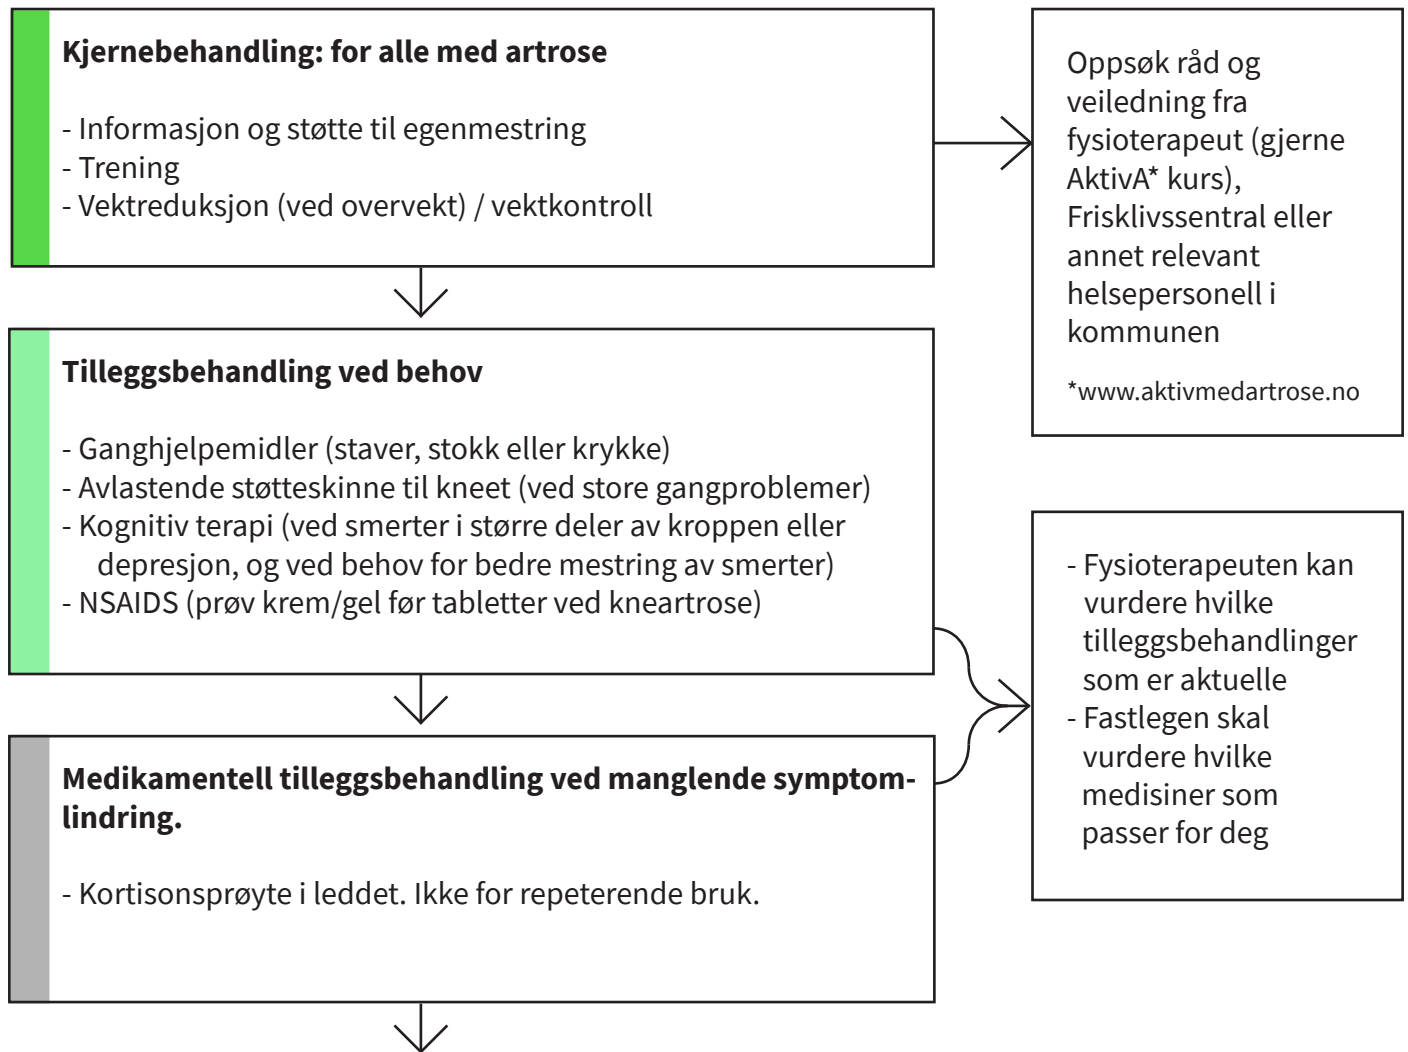 Kjernebehandling: for alle med artrose
- Informasjon og støtte til egenmestring
- Trening
- Vektreduksjon (ved overvekt) / vektkontroll
Oppsøk råd og
veiledning fra
fysioterapeut (gjerne
AktivA* kurs),
Frisklivssentral eller
annet relevant
helsepersonell i
kommunen
*www.aktivmedartrose.no
Tilleggsbehandling ved behov
- Ganghjelpemidler (staver, stokk eller krykke)
- Avlastende støtteskinne til kneet (ved store gangproblemer)
- Kognitiv terapi (ved smerter i større deler av kroppen eller
depresjon, og ved behov for bedre mestring av smerter)
- NSAIDS (prøv krem/gel før tabletter ved kneartrose)
Medikamentell tilleggsbehandling ved manglende symptom-
lindring.
- Kortisonsprøyte i leddet. Ikke for repeterende bruk.
- Fysioterapeuten kan
vurdere hvilke
tilleggsbehandlinger
som er aktuelle
- Fastlegen skal
vurdere hvilke
medisiner som
passer for deg